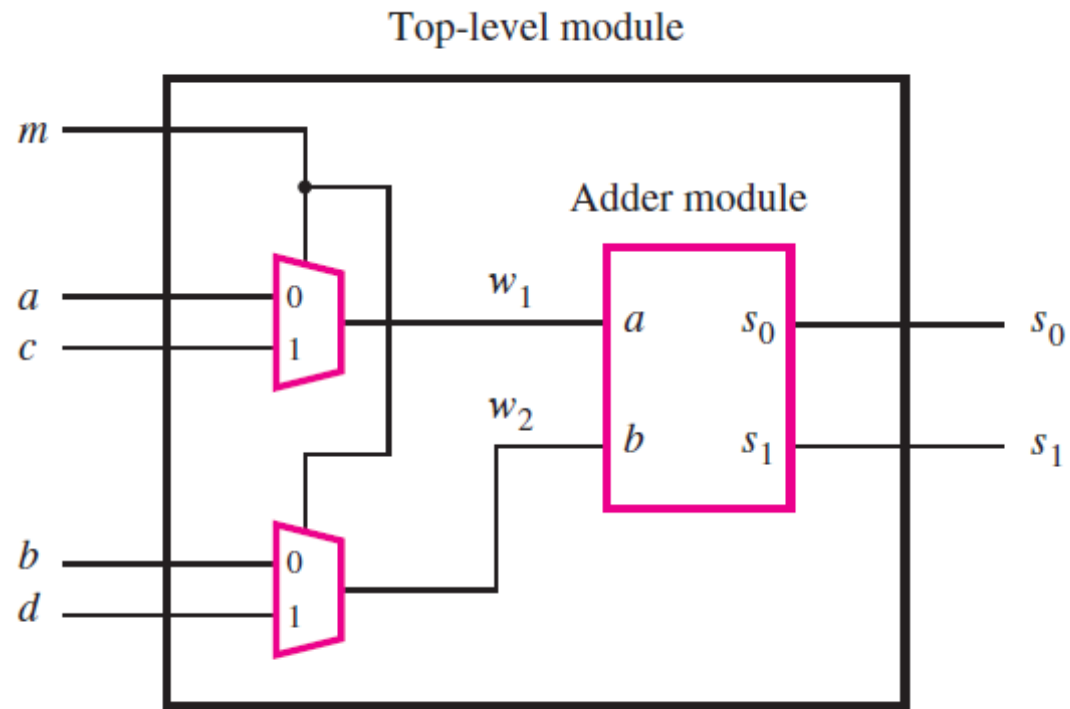 Top-level module
m
Adder module
a 0 w1 a s0 s0
c 1
w2 b s1 s1
b 0
d 1